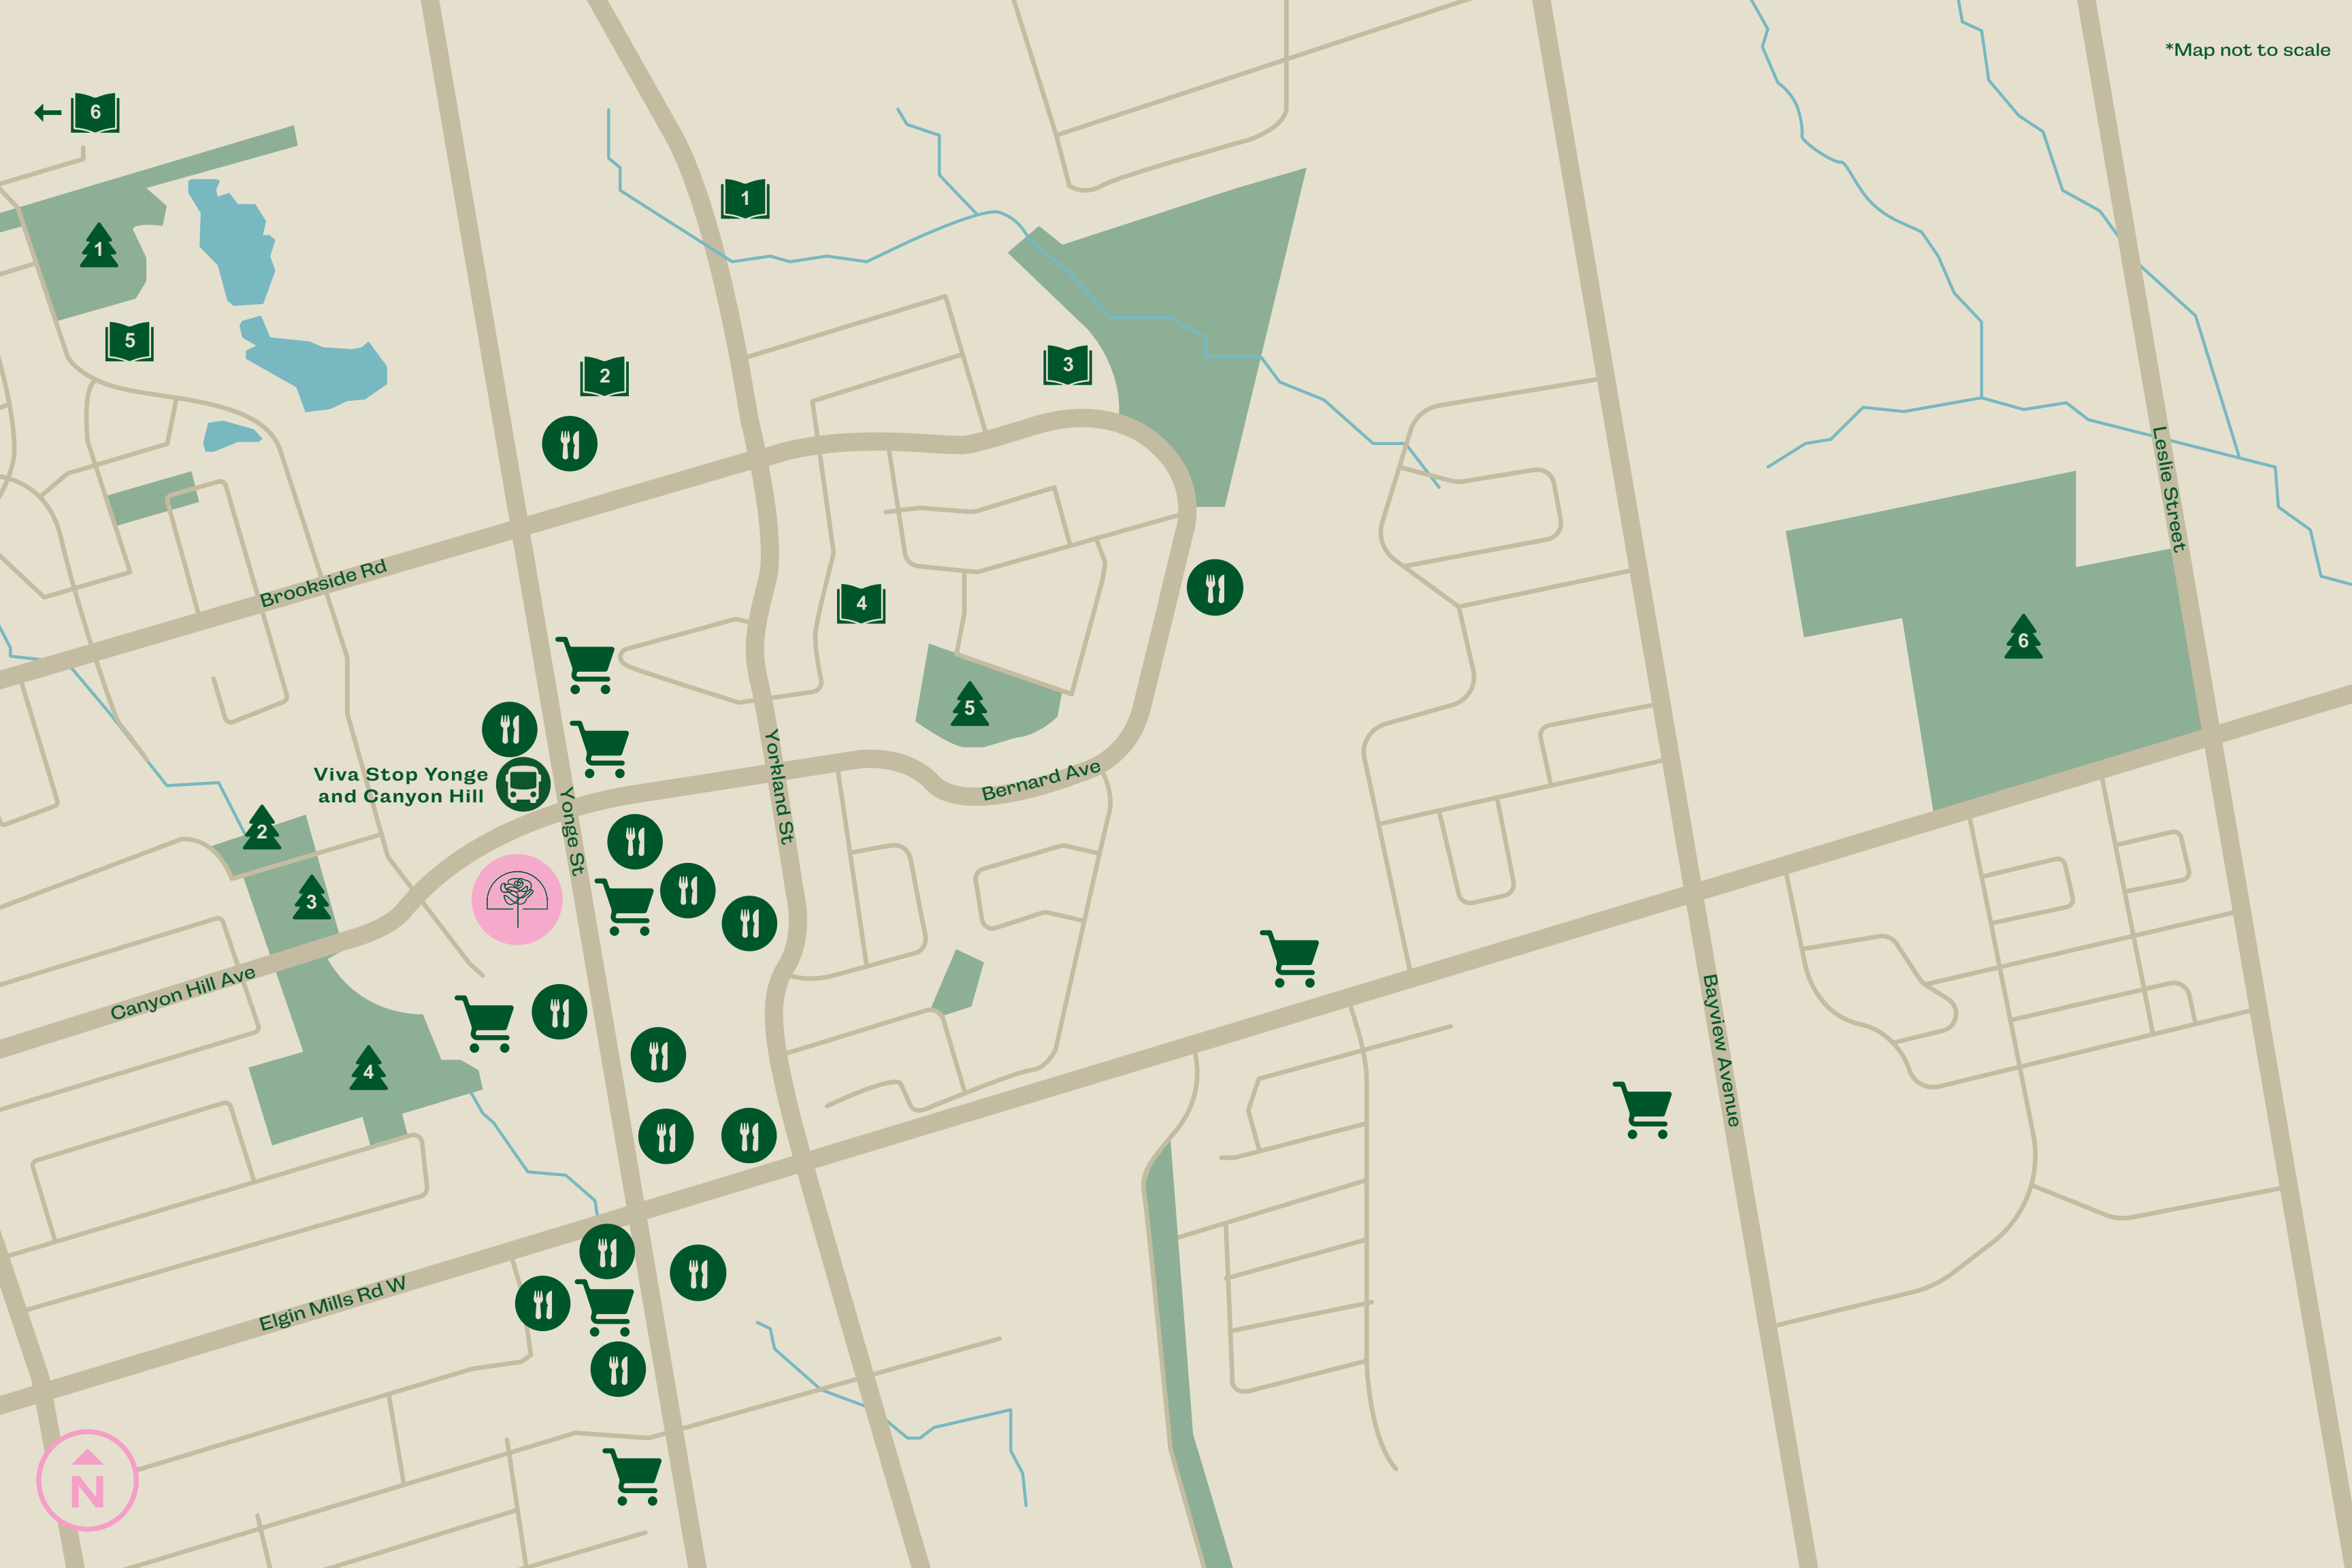 *Map not to scale
6
1
1
5
2
3
Leslie Street
Brookside Rd
4
6
5
Yorkland St
Viva Stop Yonge
and Canyon Hill
Bernard Ave
Yonge St
2
3
Canyon Hill Ave
Bayview Avenue
4
Elgin Mills Rd W
N